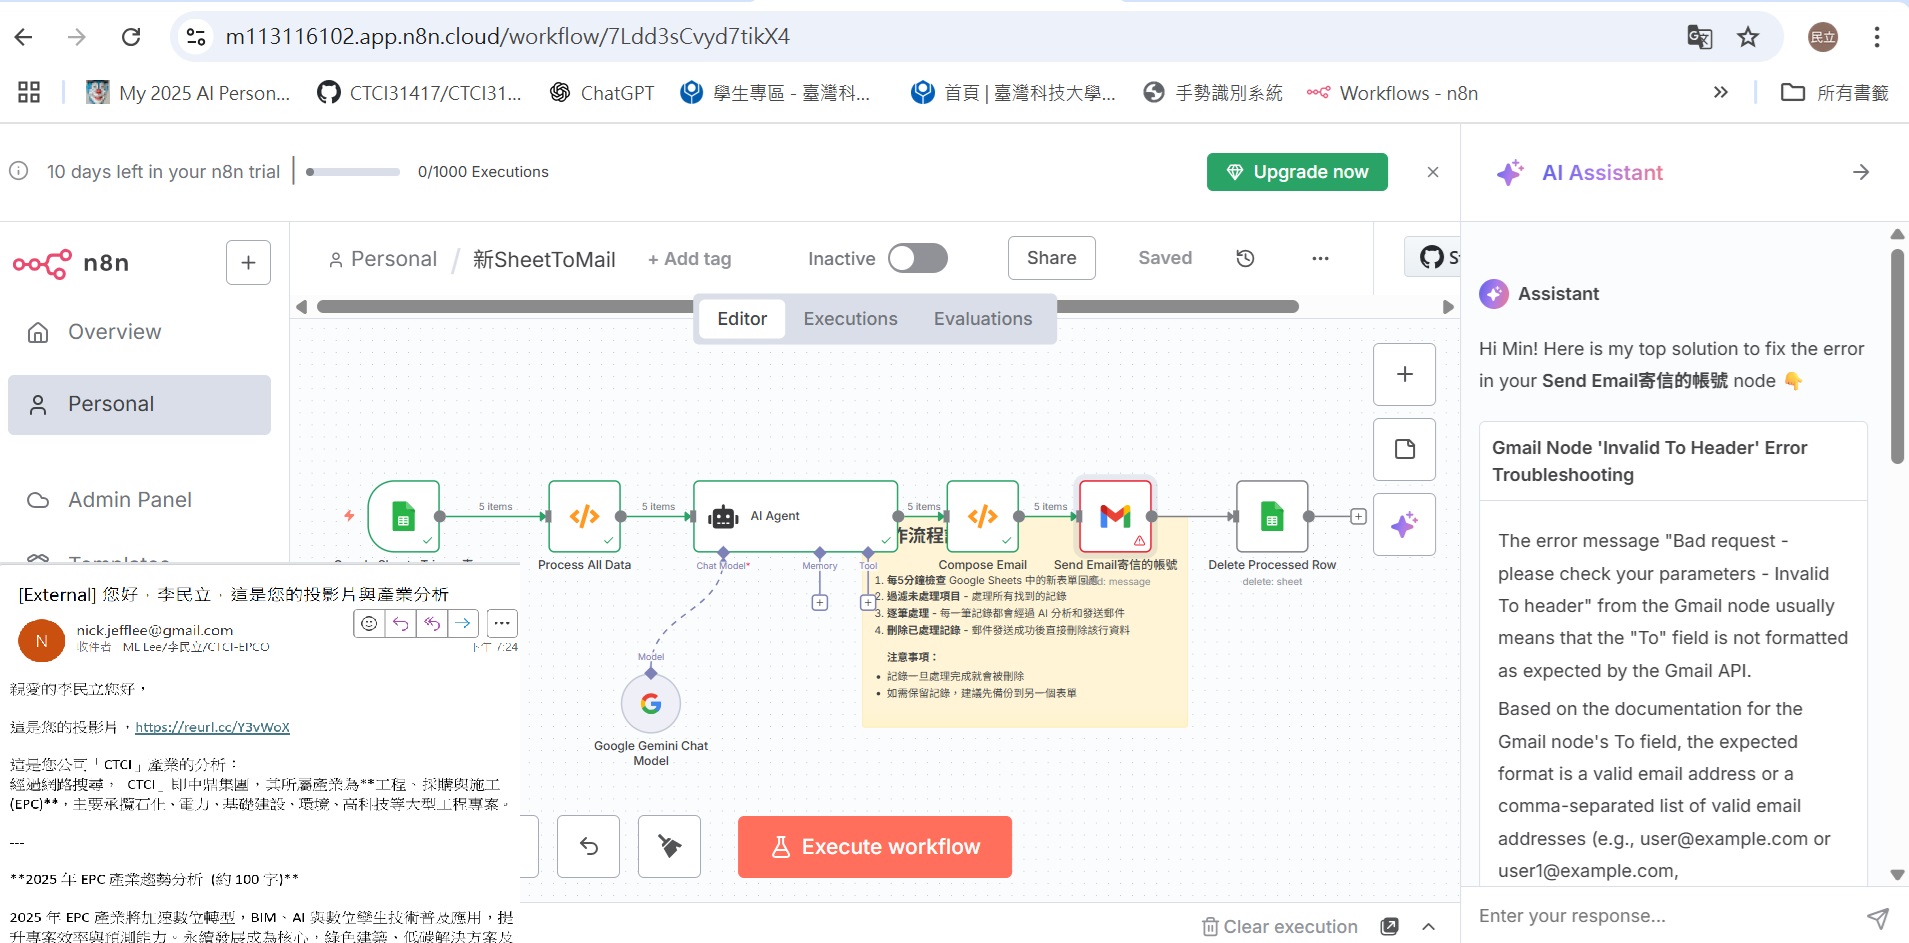 m113116102.app.n8n.cloud/workflow/7Ldd3sCvyd7tikX4
民立
My 2025 AI Person...
CTCI31417/CTCI31...
ChatGPT
學生專區 - 臺灣科...
首頁 | 臺灣科技大學...
手勢識別系統
Workflows - n8n
所有書籤
10 days left in your n8n trial
0/1000 Executions
Upgrade now
AI Assistant
n8n
Personal / 新SheetToMail
+ Add tag
Inactive
Share
Saved
Editor
Executions
Evaluations
Overview
Personal
Admin Panel
Assistant
Hi Min! Here is my top solution to fix the error
in your Send Email寄信的帳號 node 👇
Gmail Node 'Invalid To Header' Error
Troubleshooting
The error message "Bad request -
please check your parameters - Invalid
To header" from the Gmail node usually
means that the "To" field is not formatted
as expected by the Gmail API.
Based on the documentation for the
Gmail node's To field, the expected
format is a valid email address or a
comma-separated list of valid email
addresses (e.g., user@example.com or
user1@example.com,
Enter your response...
5 items
5 items
5 items
5 items
AI Agent
Process All Data
Chat Model*
Memory
Tool
Compose Email
Send Email寄信的帳號
message
Delete Processed Row
delete: sheet
作流程
1. 每5分鐘檢查 Google Sheets 中的新表單回應
2. 過濾未處理項目 - 處理所有找到的記錄
3. 逐筆處理 - 每一筆記錄都會經過 AI 分析和發送郵件
4. 刪除已處理記錄 - 郵件發送成功後直接刪除該行資料
注意事項：
• 記錄一旦處理完成就會被刪除
• 如需保留記錄，建議先備份到另一個表單
Model
Google Gemini Chat
Model
Execute workflow
Clear execution
[External] 您好，李民立，這是您的投影片與產業分析
N
nick.jefflee@gmail.com
收件者 ML Lee/李民立/CTCI-EPCO
下午 7:24
親愛的李民立您好，
這是您的投影片，https://reurl.cc/Y3vWoX
這是您公司「CTCI」產業的分析：
經過網路搜尋，「CTCI」即中鼎集團，其所屬產業為**工程、採購與施工
(EPC)**，主要承攬石化、電力、基礎建設、環境、高科技等大型工程專案。
---
**2025 年 EPC 產業趨勢分析 (約 100 字)**
2025 年 EPC 產業將加速數位轉型，BIM、AI 與數位孿生技術普及應用，提
升專案效率與預測能力。永續發展成為核心，綠色建築、低碳解決方案及